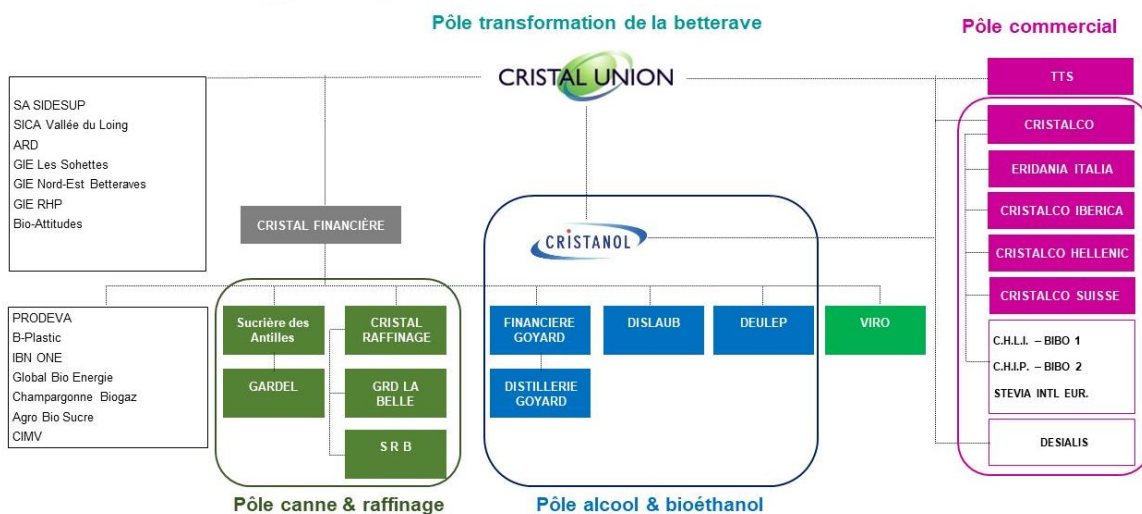 Pôle transformation de la betterave
Pôle commercial
CRISTAL UNION
TTS
SA SIDESUP
SICA Vallée du Loing
ARD
GIE Les Sohettes
GIE Nord-Est Betteraves
GIE RHP
Bio-Attitudes
CRISTALCO
ERIDANIA ITALIA
CRISTALCO IBERICA
CRISTALCO HELLENIC
CRISTALCO SUISSE
CRISTAL FINANCIÈRE
CRISTANOL
PRODEVA
B-Plastic
IBN ONE
Global Bio Energie
Champargonne Biogaz
Agro Bio Sucre
CIMV
Sucrière des
Antilles
GARDEL
CRISTAL
RAFFINAGE
GRD LA
BELLE
S R B
FINANCIERE
GOYARD
DISTILLERIE
GOYARD
DISLAUB
DEULEP
VIRO
C.H.L.I. – BIBO 1
C.H.I.P. – BIBO 2
STEVIA INTL EUR.
DESIALIS
Pôle canne & raffinage
Pôle alcool & bioéthanol